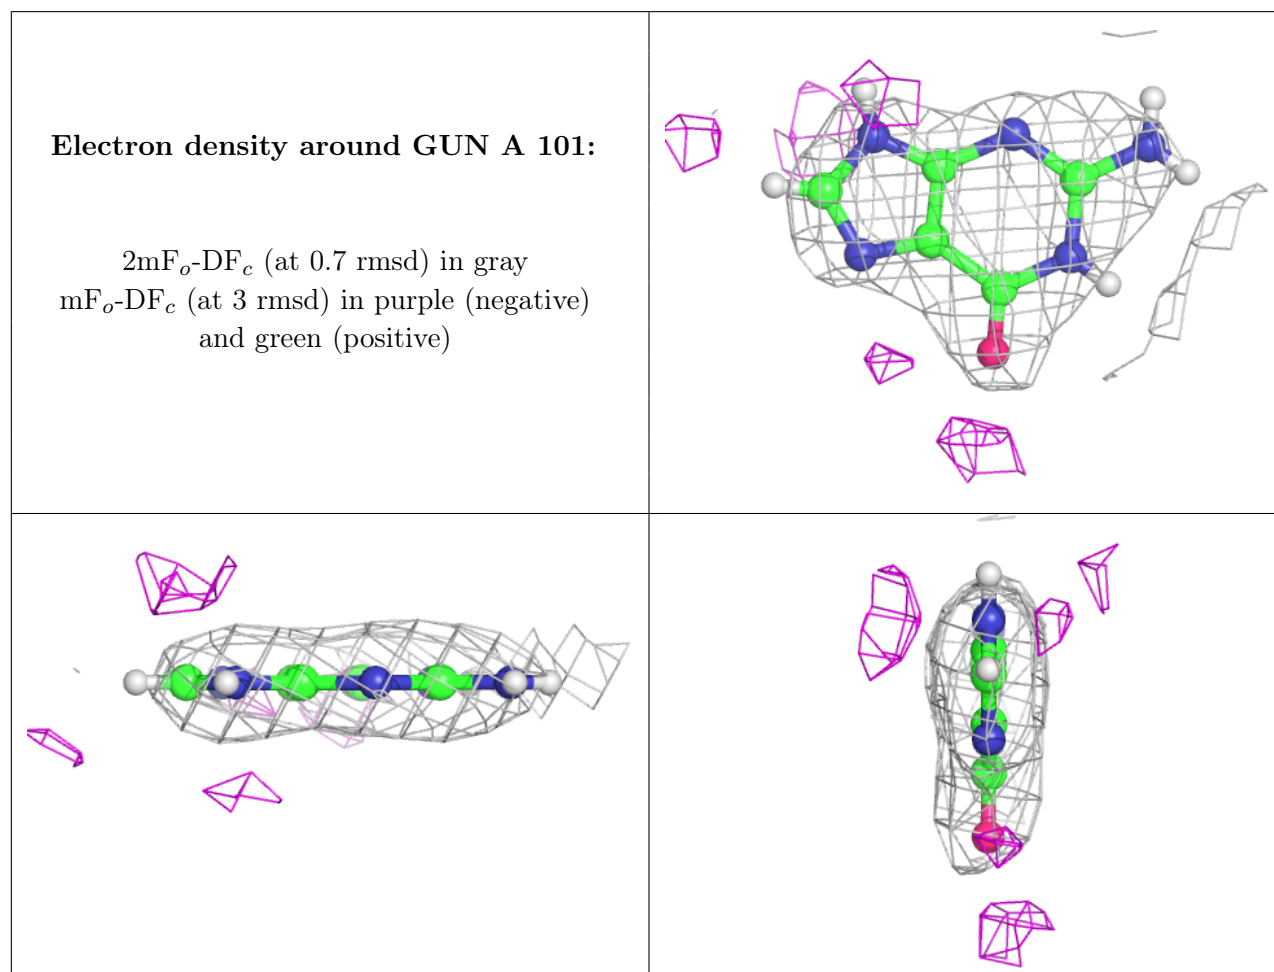 Electron density around GUN A 101:
2mFo-DFc (at 0.7 rmsd) in gray
mFo-DFc (at 3 rmsd) in purple (negative)
and green (positive)